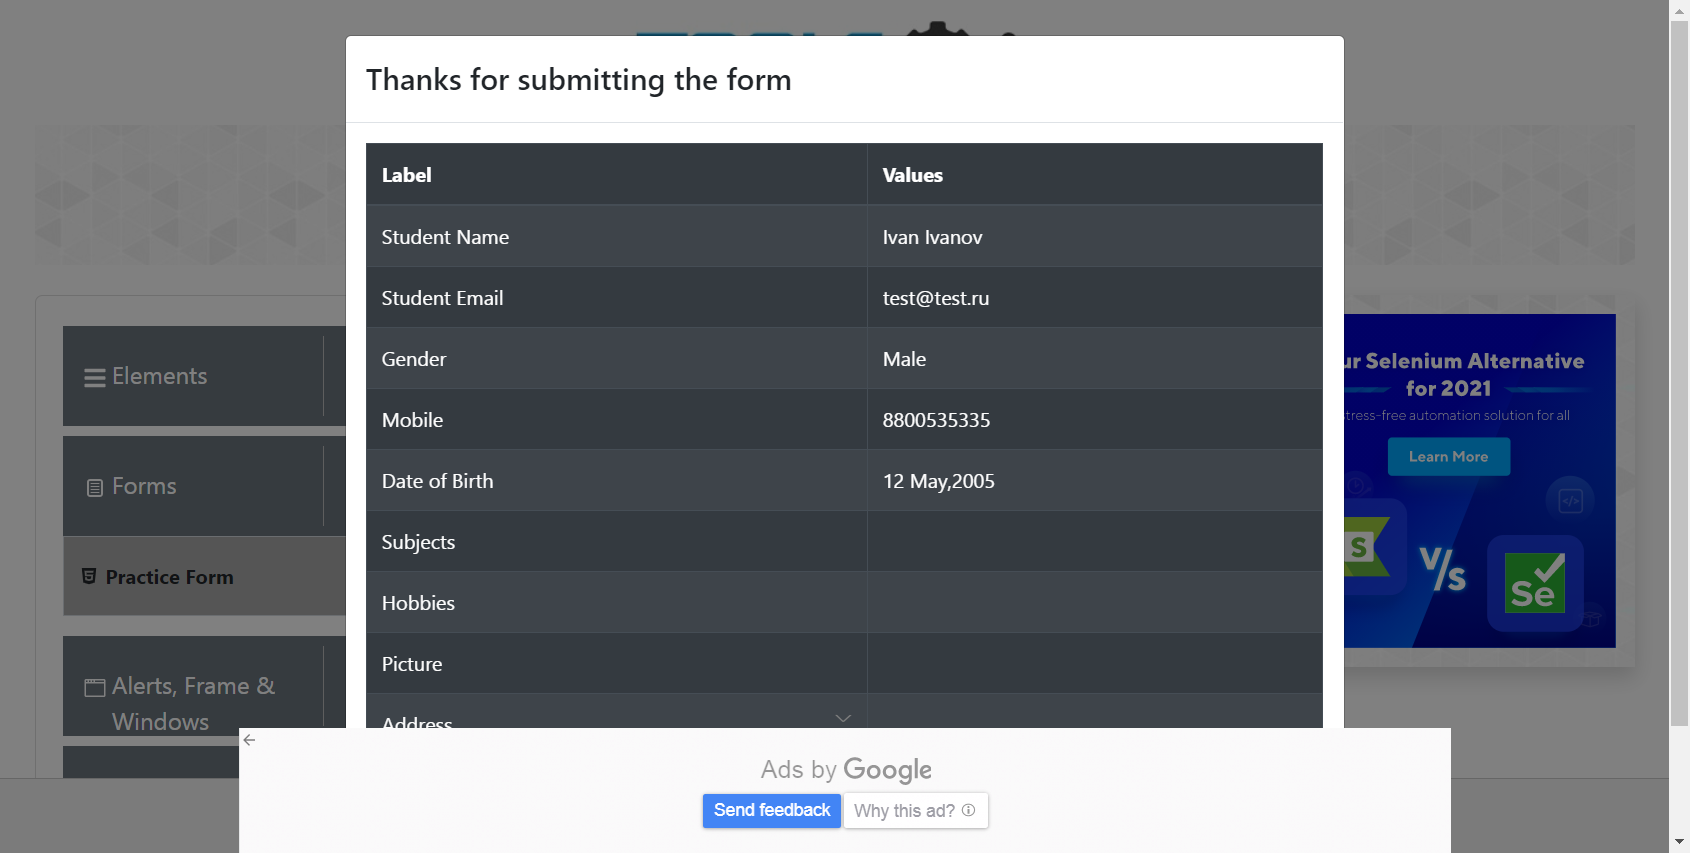 Thanks for submitting the form
Label Values
Student Name Ivan Ivanov
Student Email test@test.ru
Gender Male
Mobile 8800535335
Date of Birth 12 May,2005
Subjects
Hobbies
Picture
Address
Elements
Forms
Practice Form
Alerts, Frame &
Windows
ur Selenium Alternative
for 2021
stress-free automation solution for all
Learn More
S
V/s
</>
Se
Ads by Google
Send feedback
Why this ad?